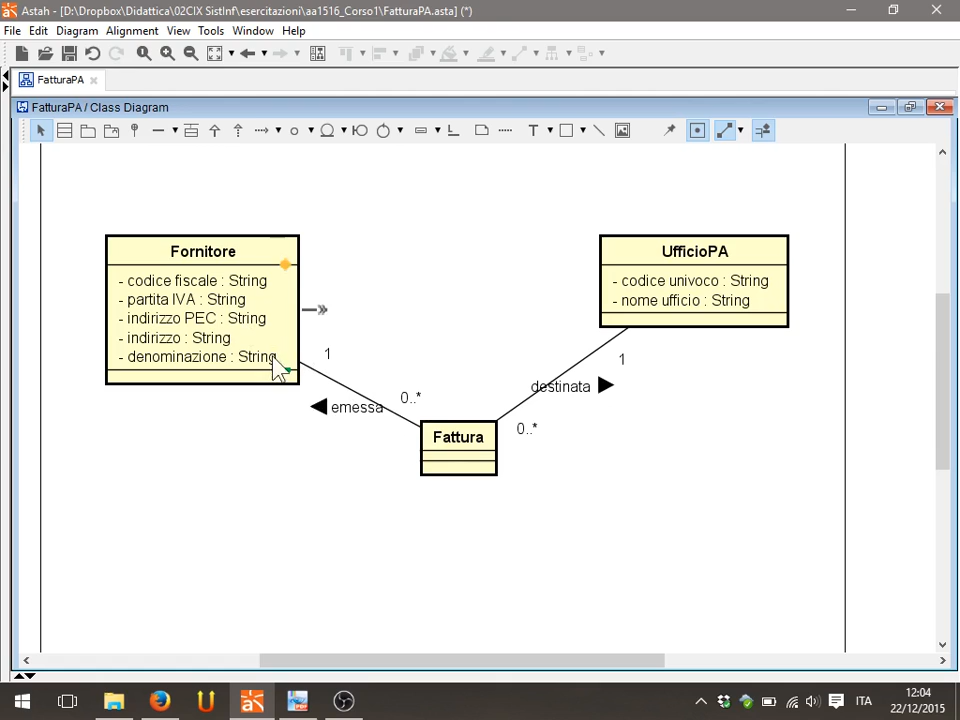 Astah - [D:\Dropbox\Didattica\02CIX SistInf\esercitazioni\aa1516_Corso1\FatturaPA.asta] (*)
File Edit Diagram Alignment View Tools Window Help
FatturaPA
FatturaPA / Class Diagram
Fornitore
- codice fiscale : String
- partita IVA : String
- indirizzo PEC : String
- indirizzo : String
- denominazione : String
UfficioPA
- codice univoco : String
- nome ufficio : String
1
1
0..*
destinata
emessa
0..*
Fattura
ITA
12:04
22/12/2015